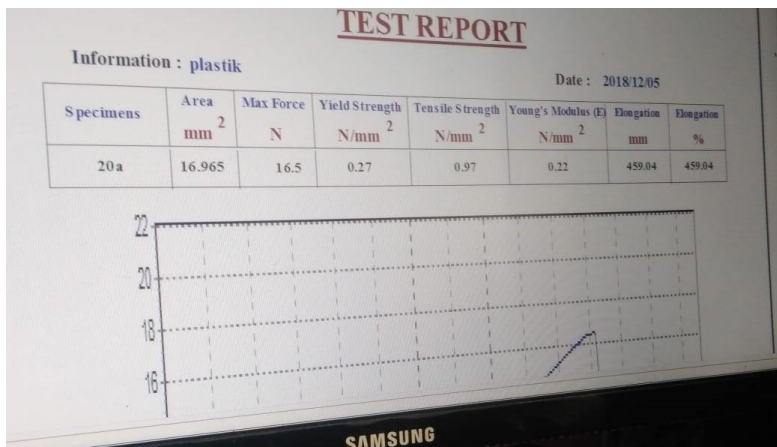 TEST REPORT
Information : plastik
Date : 2018/12/05
Specimens Area mm 2 Max Force N Yield Strength N/mm 2 Tensile Strength N/mm 2 Young's Modulus (E) N/mm 2 Elongation mm Elongation %
20a 16.965 16.5 0.27 0.97 0.22 459.04 459.04
22
20
18
16
SAMSUNG